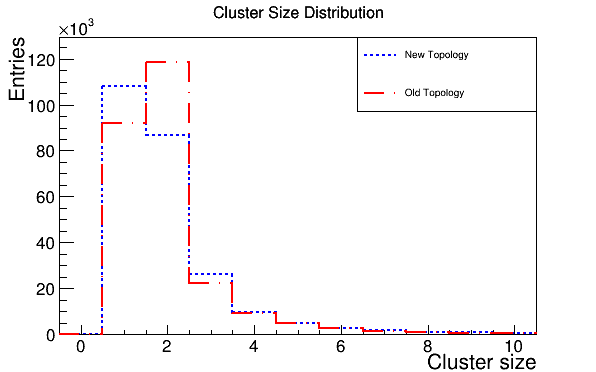 Cluster Size Distribution
×10³
Entries
New Topology
Old Topology
120
100
80
60
40
20
0
0 2 4 6 8 10
Cluster size